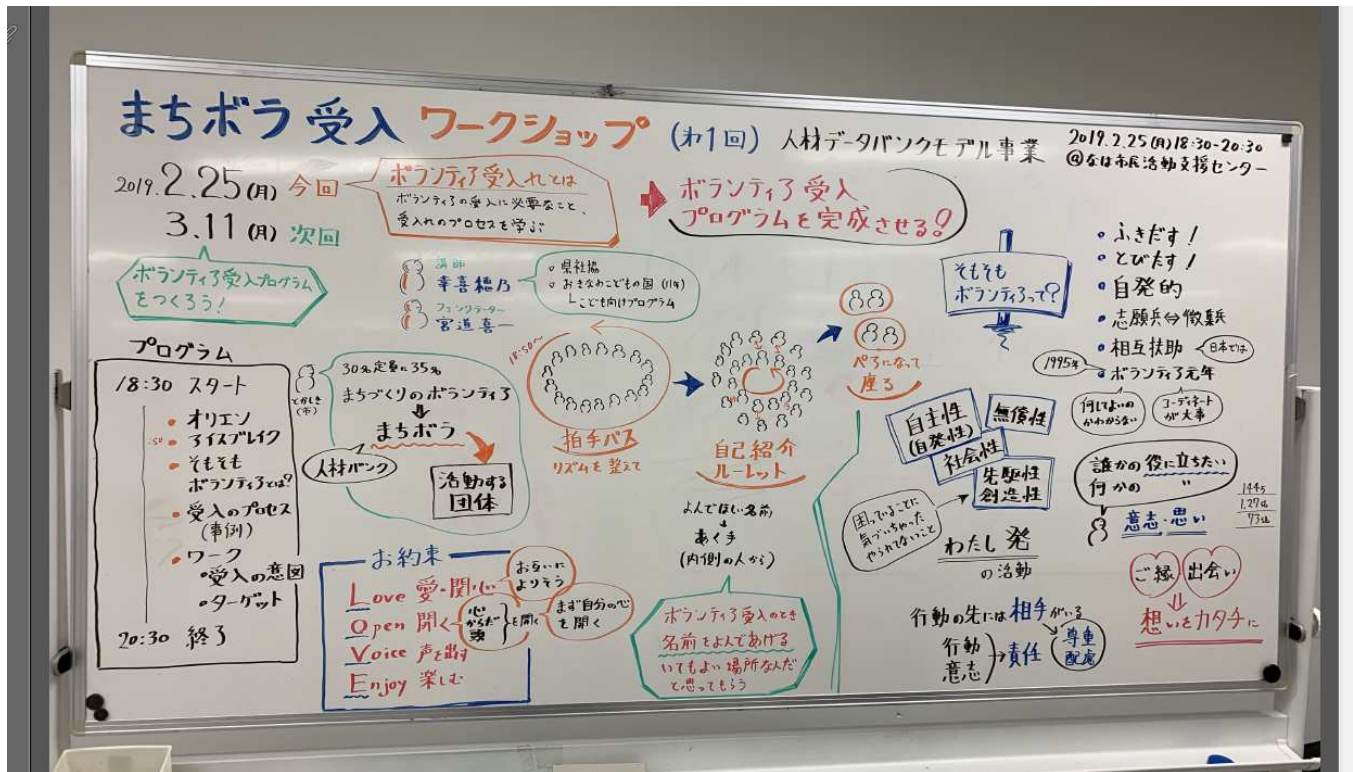 まちボラ 受入 ワークショップ (第1回) 人材データバンクモデル事業
2019.2.25(月)18:30-20:30
@なは市民活動支援センター
2019.2.25(月) 今回
3.11(月) 次回
ボランティア受入れとは
ボランティアの受入に必要なこと、
受入れのプロセスを学ぶ
ボランティア受入
プログラムを完成させる!
ボランティア受入プログラム
をつくろう!
講師
幸喜穂乃
ファシリテーター
宮道喜一
県社協
おきなわこどもの国(11年)
こども向けプログラム
プログラム
18:30 スタート
・オリエン
:50 ・アイスブレイク
・そもそも
ボランティアとは?
・受入のプロセス
(事例)
・ワーク
・受入の意図
・ターゲット
20:30 終了
とかしき
(市)
30%定員に35%
まちづくりのボランティア
まちボラ
人材バンク
活動する
団体
お約束
Love 愛・関心
Open 開く
Voice 声を出す
Enjoy 楽しむ
お互いに
よりそう
心
からだ
頭
を開く
まず自分の心
を開く
18:50~
拍手パス
リズムを整えて
自己紹介
ルーレット
よんでほしい名前
あく手
(内側の人から)
ペアになって
座る
ボランティア受入のとき
名前をよんであげる
いてもよい場所なんだ
と思ってもらう
そもそも
ボランティアって?
・ふきだす!
・とびだす!
・自発的
・志願兵⇔徴兵
・相互扶助
日本では
1995年
・ボランティア元年
何してよいの
かわからない
コーディネート
が大事
自主性
(自発性)
無償性
社会性
先駆性
創造性
困っていることに
気づいちゃった
やられてないこと
わたし発
の活動
誰かの役に立ちたい
何かの 〃
意志・思い
ご縁
出会い
想いをカタチに
行動の先には相手がいる
行動
意志
→責任
尊重
配慮